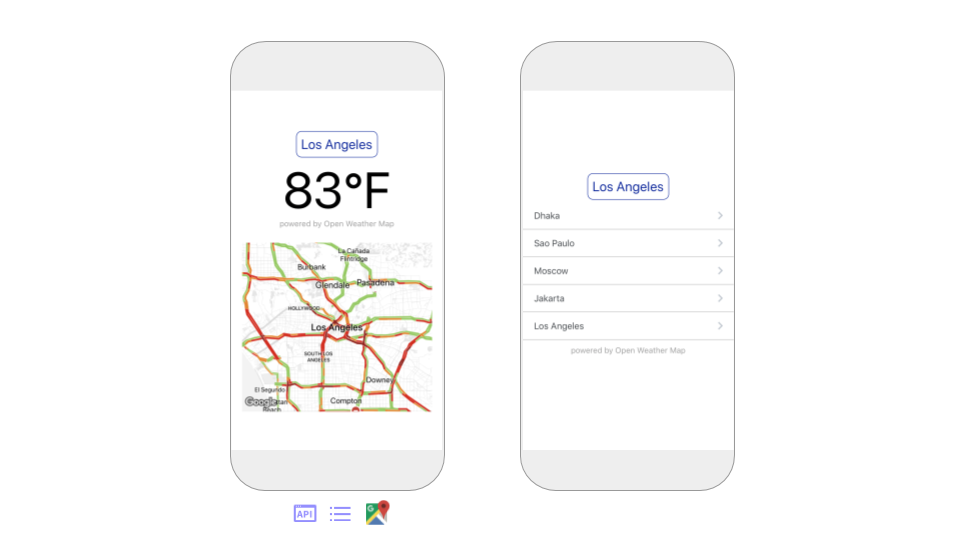 Los Angeles
83°F
powered by Open Weather Map
La Cañada
Flintridge
Burbank
Glendale
Pasadena
HOLLYWOOD
Los Angeles
SOUTH LOS
ANGELES
Downey
El Segundo
Compton
Google
Beach
API
G
Los Angeles
Dhaka
Sao Paulo
Moscow
Jakarta
Los Angeles
powered by Open Weather Map